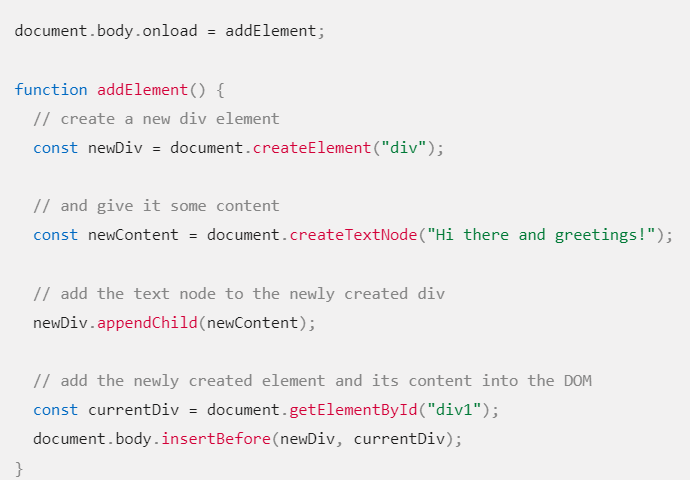 document.body.onload = addElement;
function addElement() {
// create a new div element
const newDiv = document.createElement("div");
// and give it some content
const newContent = document.createTextNode("Hi there and greetings!");
// add the text node to the newly created div
newDiv.appendChild(newContent);
// add the newly created element and its content into the DOM
const currentDiv = document.getElementById("div1");
document.body.insertBefore(newDiv, currentDiv);
}